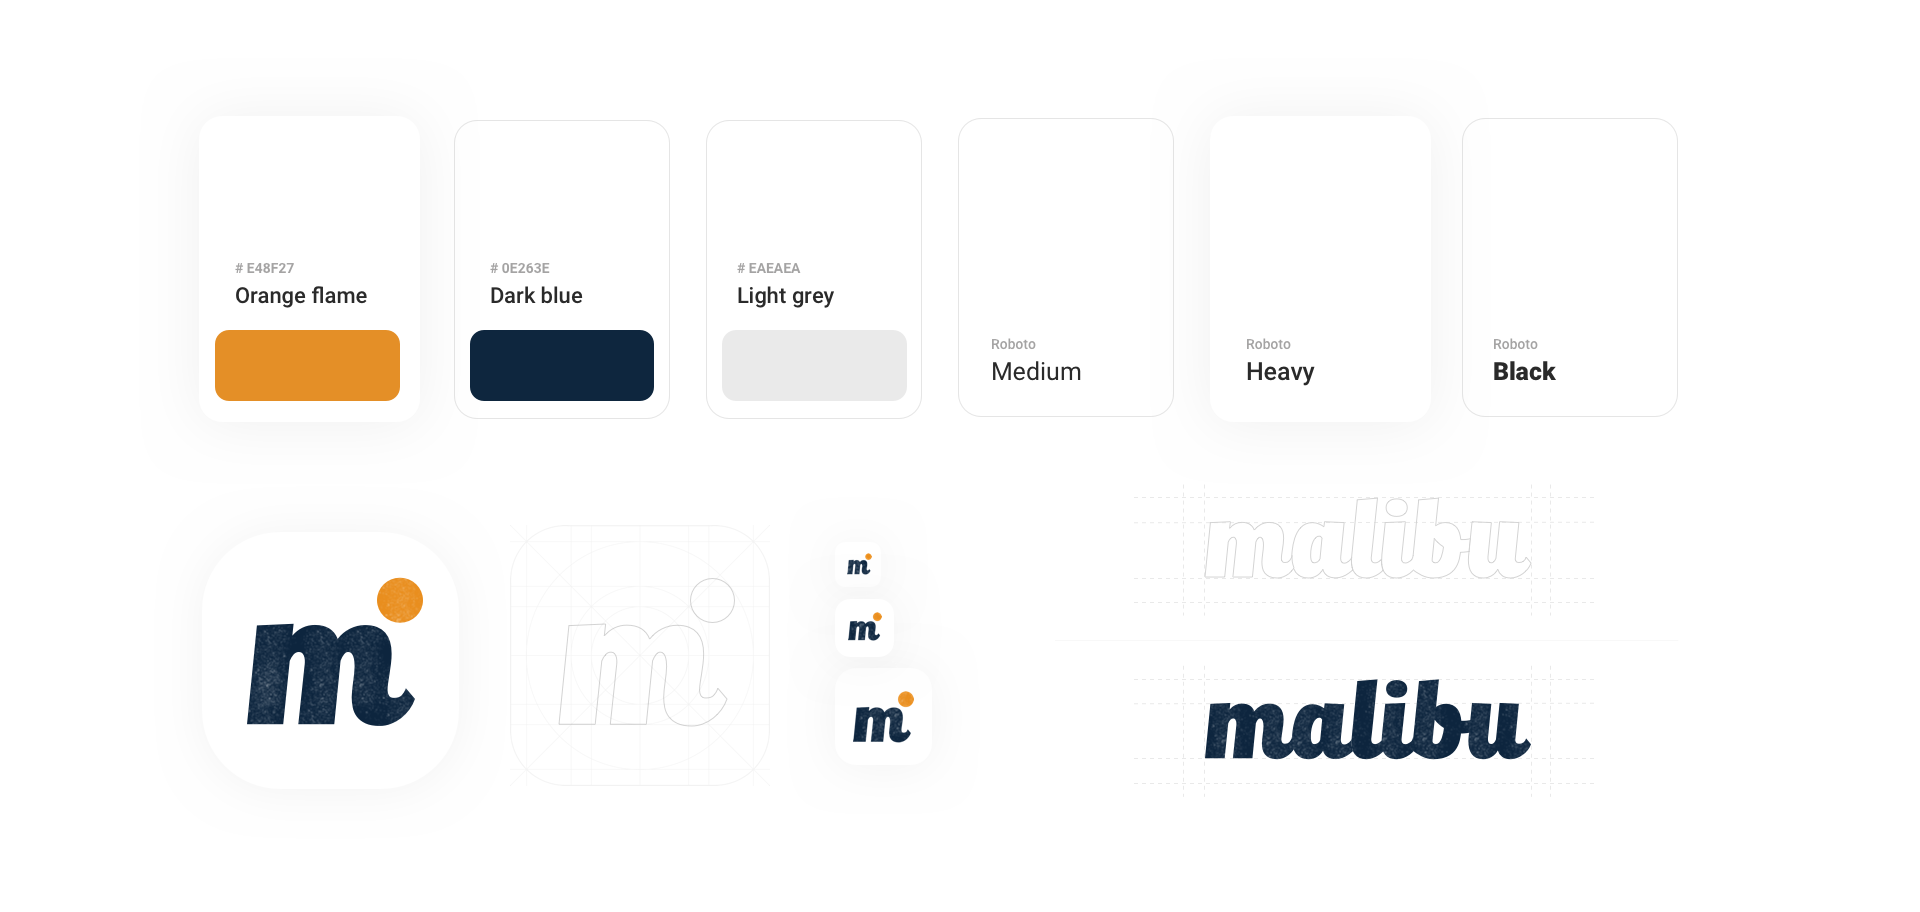 # E48F27
Orange flame
# 0E263E
Dark blue
# EAEAEA
Light grey
Roboto
Medium
Roboto
Heavy
Roboto
Black
m
m
m
m
m
malibu
malibu